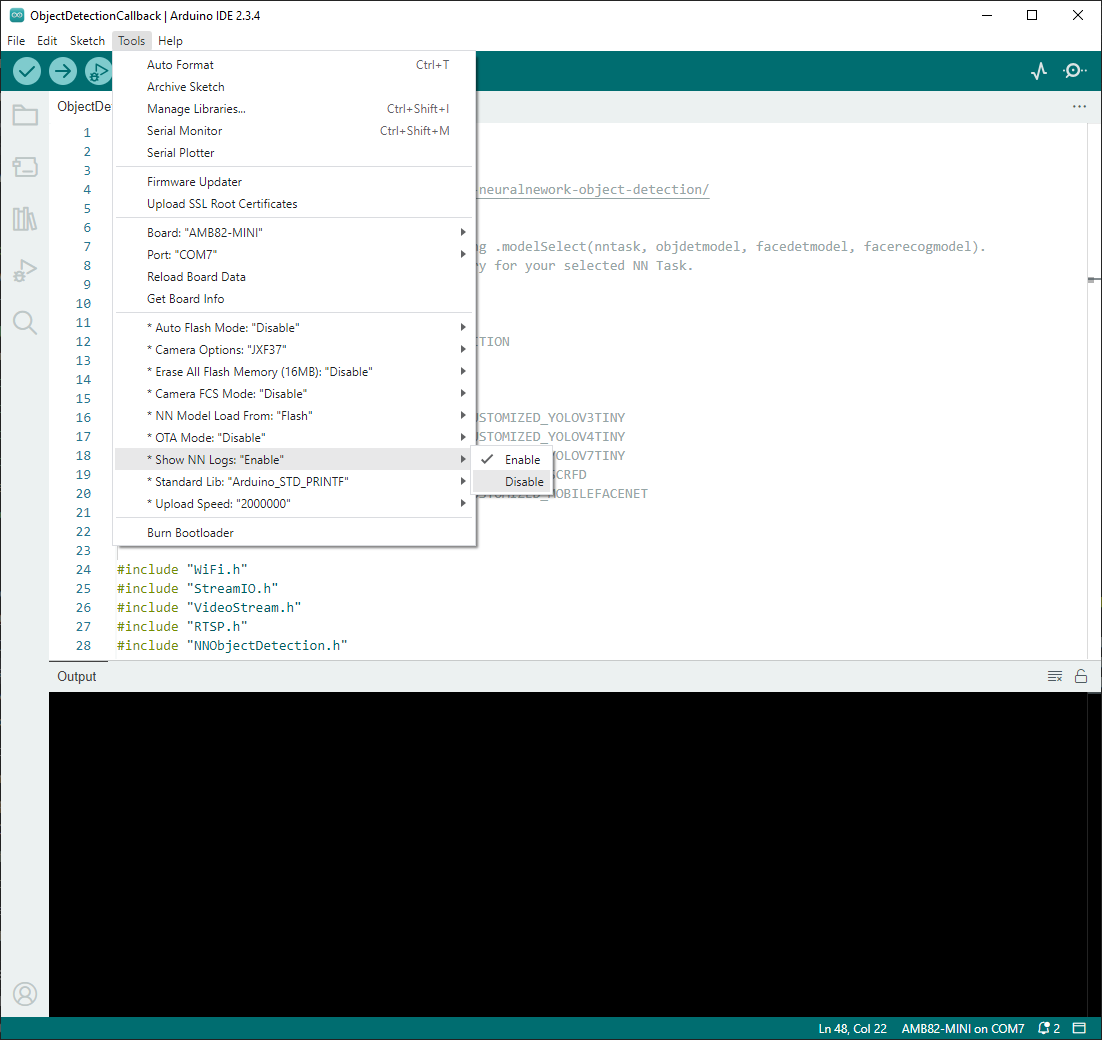 ObjectDetectionCallback | Arduino IDE 2.3.4
File Edit Sketch Tools Help
ObjectDe
Auto Format Ctrl+T
Archive Sketch
Manage Libraries... Ctrl+Shift+I
Serial Monitor Ctrl+Shift+M
Serial Plotter
Firmware Updater
Upload SSL Root Certificates
Board: "AMB82-MINI"
Port: "COM7"
Reload Board Data
Get Board Info
* Auto Flash Mode: "Disable"
* Camera Options: "JXF37"
* Erase All Flash Memory (16MB): "Disable"
* Camera FCS Mode: "Disable"
* NN Model Load From: "Flash"
* OTA Mode: "Disable"
* Show NN Logs: "Enable"
* Standard Lib: "Arduino_STD_PRINTF"
* Upload Speed: "2000000"
Burn Bootloader
Enable
Disable
1
2
3
4 -neuralnework-object-detection/
5
6
7 g .modelSelect(nntask, objdetmodel, facedetmodel, facerecogmodel).
8 y for your selected NN Task.
9
10
11
12 TION
13
14
15
16 USTOMIZED_YOLOV3TINY
17 USTOMIZED_YOLOV4TINY
18 YOLOV7TINY
19 SCRFD
20 USTOMIZED_MOBILEFACENET
21
22
23
24 #include "WiFi.h"
25 #include "StreamIO.h"
26 #include "VideoStream.h"
27 #include "RTSP.h"
28 #include "NNObjectDetection.h"
Output
Ln 48, Col 22 AMB82-MINI on COM7 2